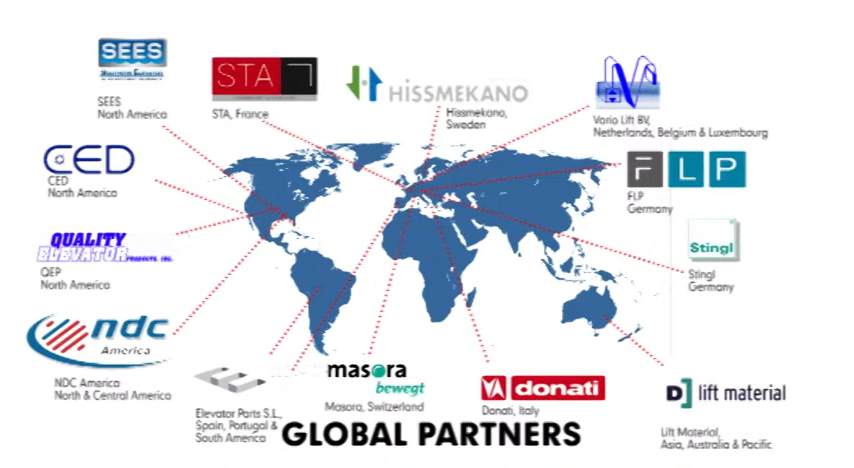 SEES
SEES
North America
STA
STA, France
HISSMEKANO
Hissmekano,
Sweden
Vario Lift BV,
Netherlands, Belgium & Luxembourg
CED
CED
North America
FLP
FLP
Germany
QUALITY
ELEVATOR PRODUCTS, INC.
QEP
North America
Stingl
Stingl
Germany
ndc
America
NDC America
North & Central America
Elevator Parts S.L.,
Spain, Portugal &
South America
masora
bewegt
Masora, Switzerland
donati
Donati, Italy
lift material
Lift Material,
Asia, Australia & Pacific
GLOBAL PARTNERS